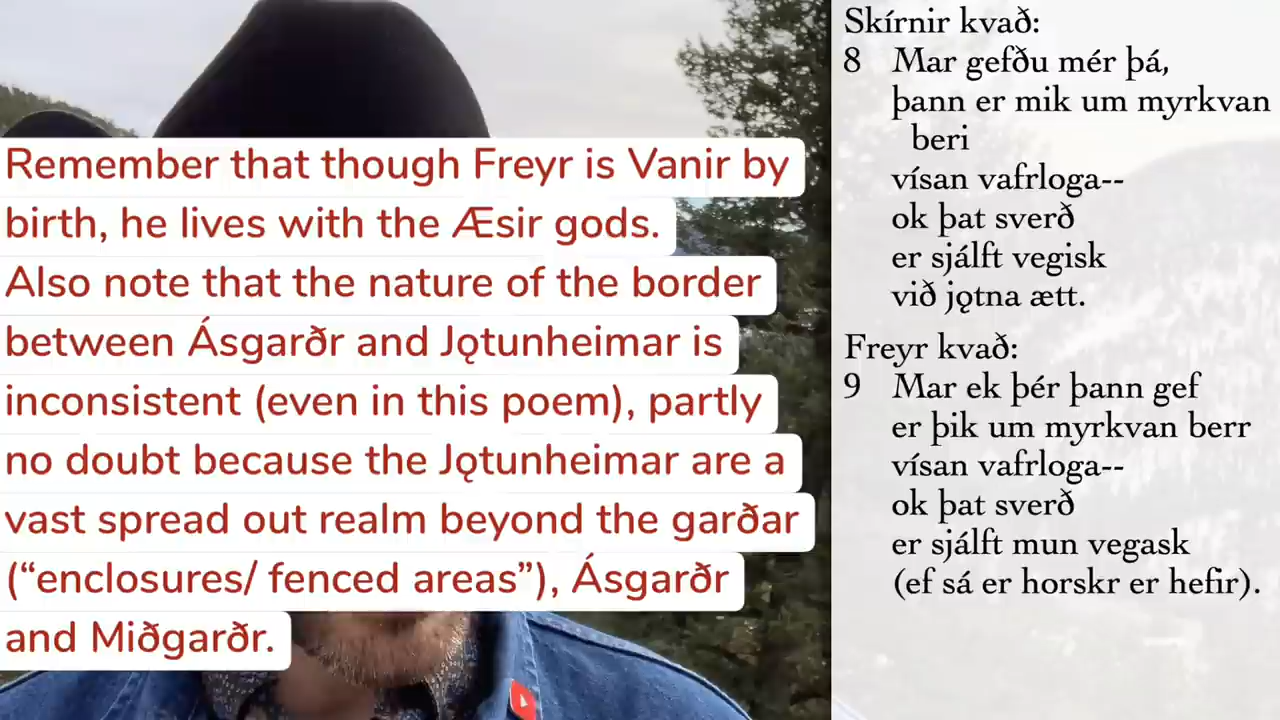 Remember that though Freyr is Vanir by
birth, he lives with the Æsir gods.
Also note that the nature of the border
between Ásgarðr and Jǫtunheimar is
inconsistent (even in this poem), partly
no doubt because the Jǫtunheimar are a
vast spread out realm beyond the garðar
(“enclosures/ fenced areas”), Ásgarðr
and Miðgarðr.
Skírnir kvað:
8 Mar gefðu mér þá,
þann er mik um myrkvan
beri
vísan vafrloga--
ok þat sverð
er sjálft vegisk
við jǫtna ætt.
Freyr kvað:
9 Mar ek þér þann gef
er þik um myrkvan berr
vísan vafrloga--
ok þat sverð
er sjálft mun vegask
(ef sá er horskr er hefir).